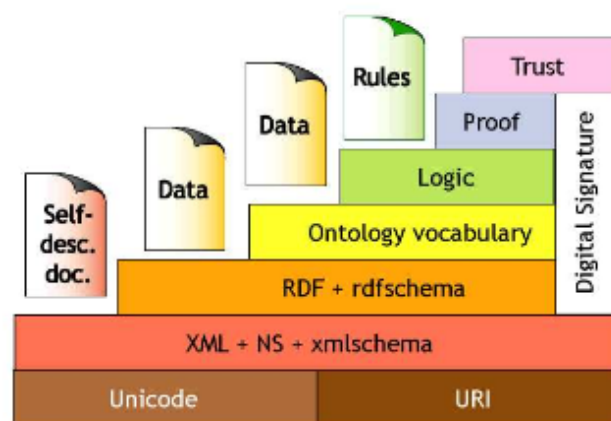 Trust
Rules
Proof
Data
Logic
Data
Digital Signature
Self-
desc.
doc.
Ontology vocabulary
RDF + rdfschema
XML + NS + xmlschema
Unicode
URI